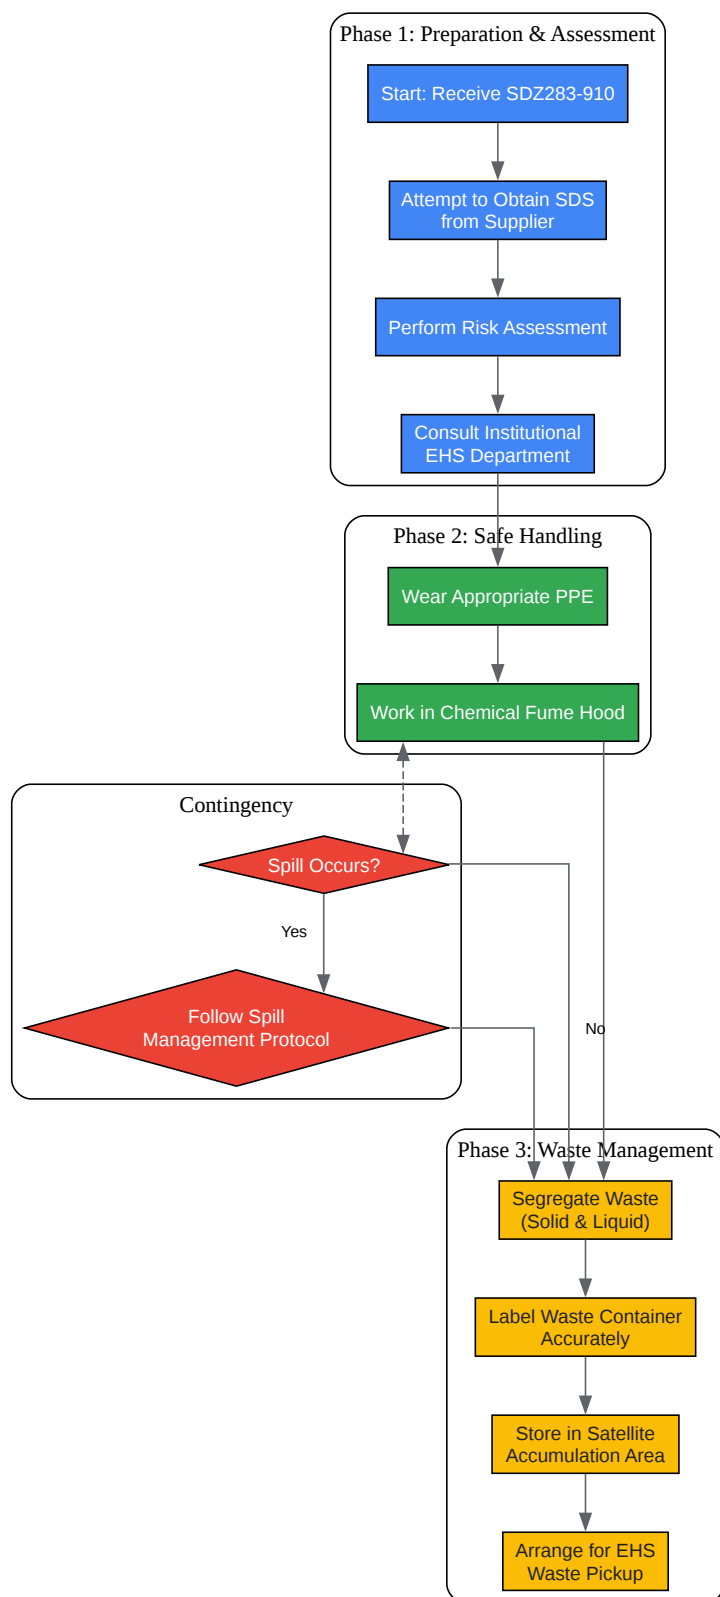 Phase 1: Preparation & Assessment
Start: Receive SDZ283-910
Attempt to Obtain SDS
from Supplier
Perform Risk Assessment
Consult Institutional
EHS Department
Phase 2: Safe Handling
Wear Appropriate PPE
Work in Chemical Fume Hood
Contingency
Spill Occurs?
Yes
Follow Spill
Management Protocol
No
Phase 3: Waste Management
Segregate Waste
(Solid & Liquid)
Label Waste Container
Accurately
Store in Satellite
Accumulation Area
Arrange for EHS
Waste Pickup